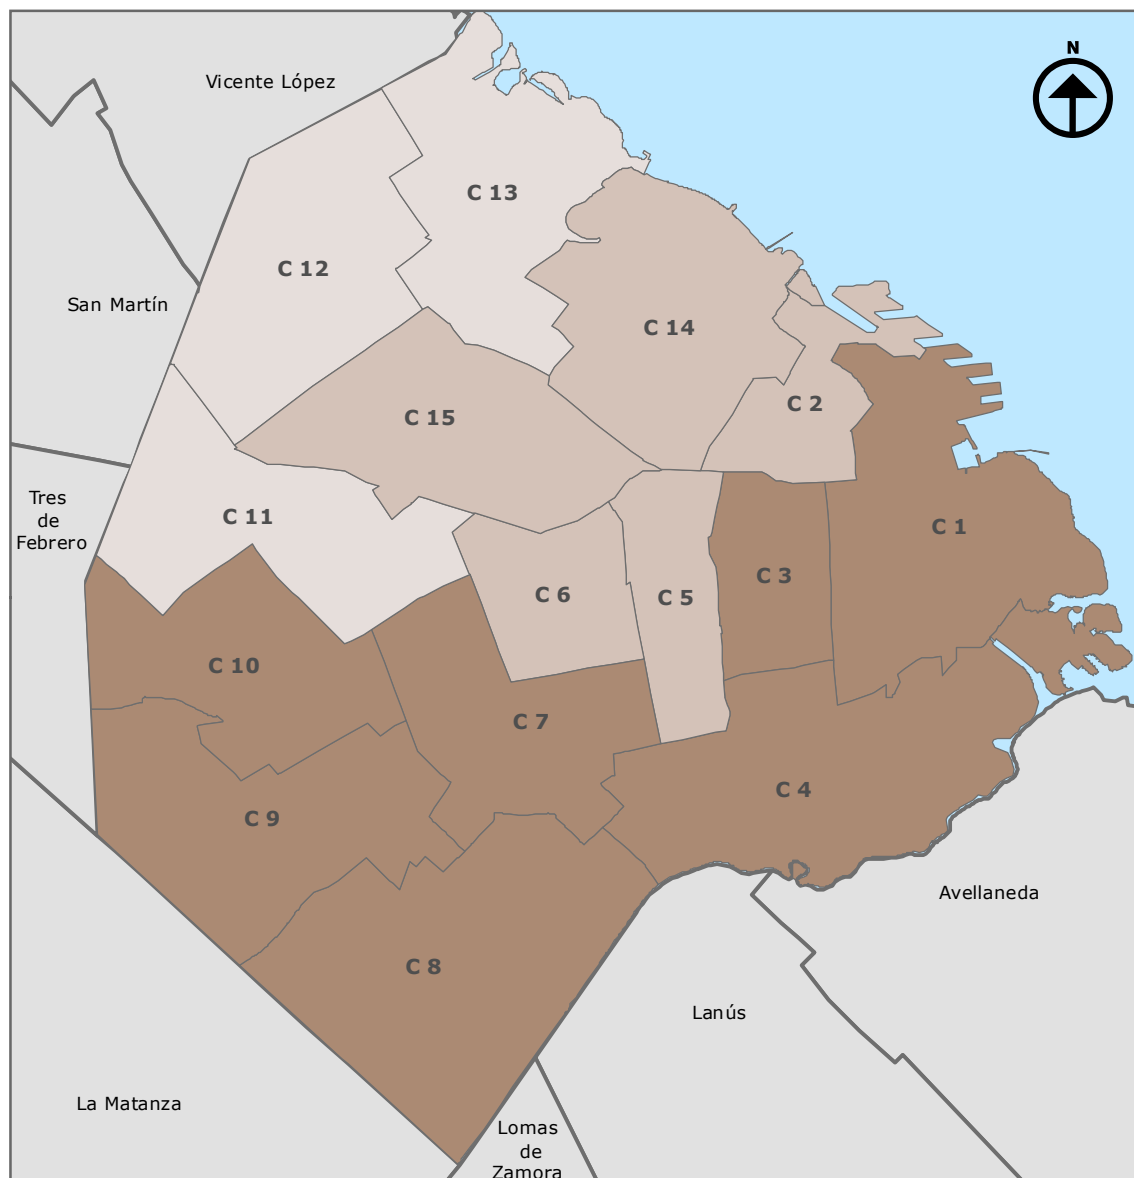 N
Vicente López
C 13
C 12
San Martín
C 14
C 2
C 15
Tres
de
Febrero
C 11
C 1
C 3
C 6
C 5
C 10
C 7
C 4
C 9
Avellaneda
C 8
Lanús
La Matanza
Lomas
de
Zamora